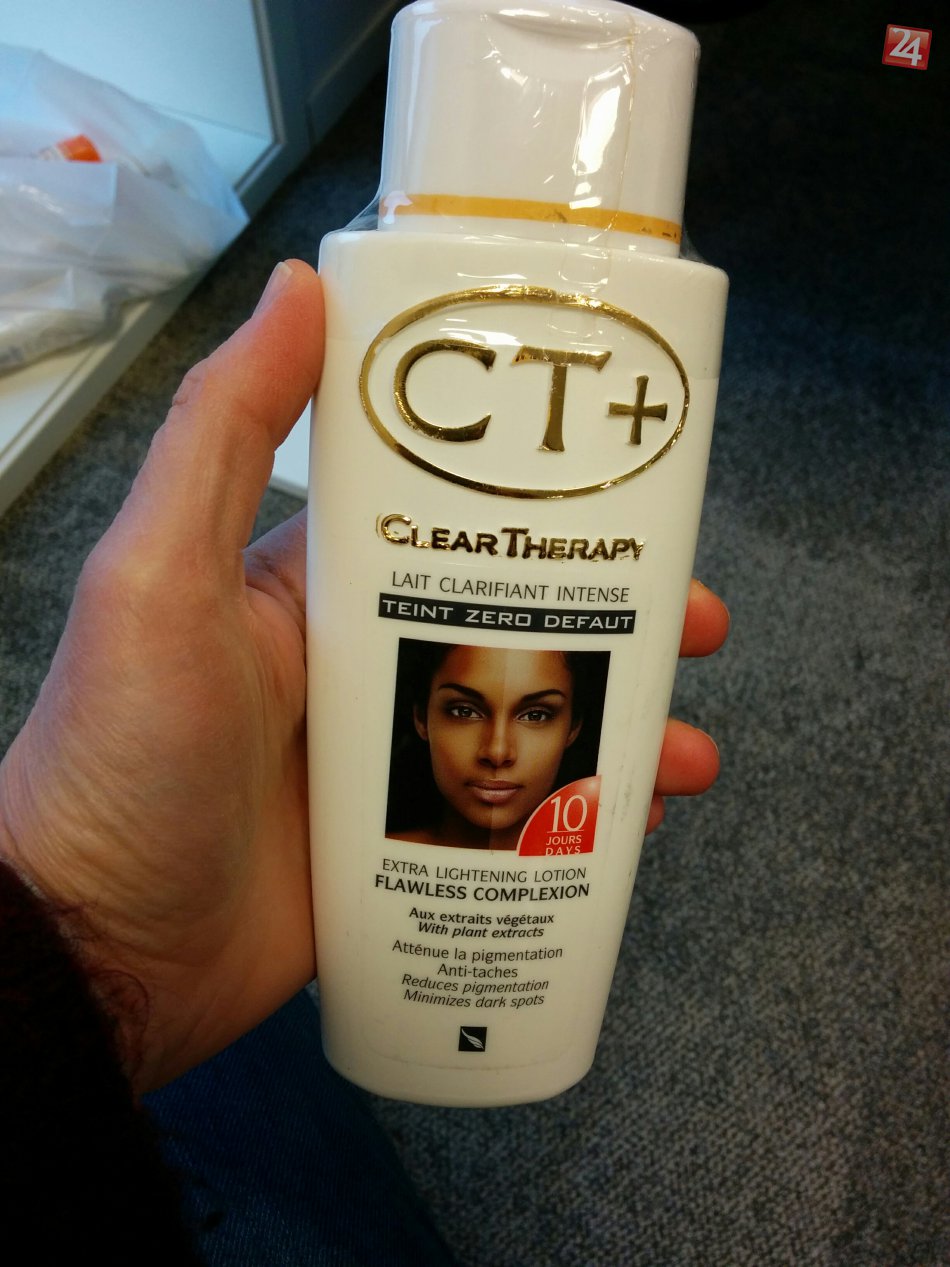 24
CT+
CLEARTHERAPY
LAIT CLARIFIANT INTENSE
TEINT ZERO DEFAUT
10
JOURS
DAYS
EXTRA LIGHTENING LOTION
FLAWLESS COMPLEXION
Aux extraits végétaux
With plant extracts
Atténue la pigmentation
Anti-taches
Reduces pigmentation
Minimizes dark spots